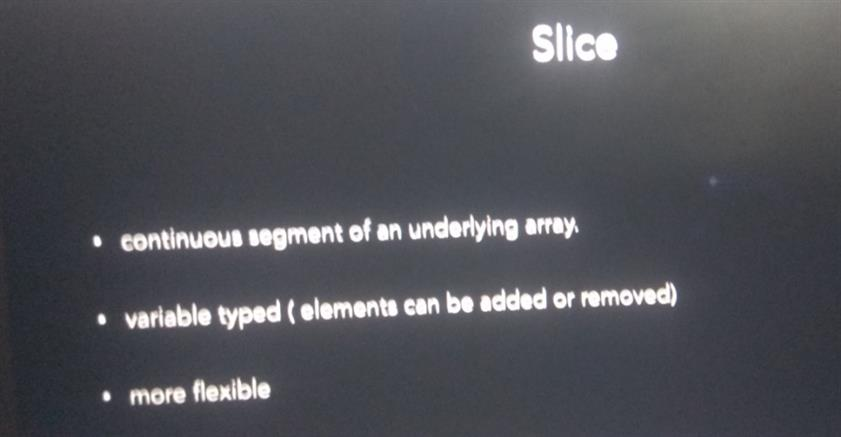 Slice
• continuous segment of an underlying array.
• variable typed ( elements can be added or removed)
• more flexible